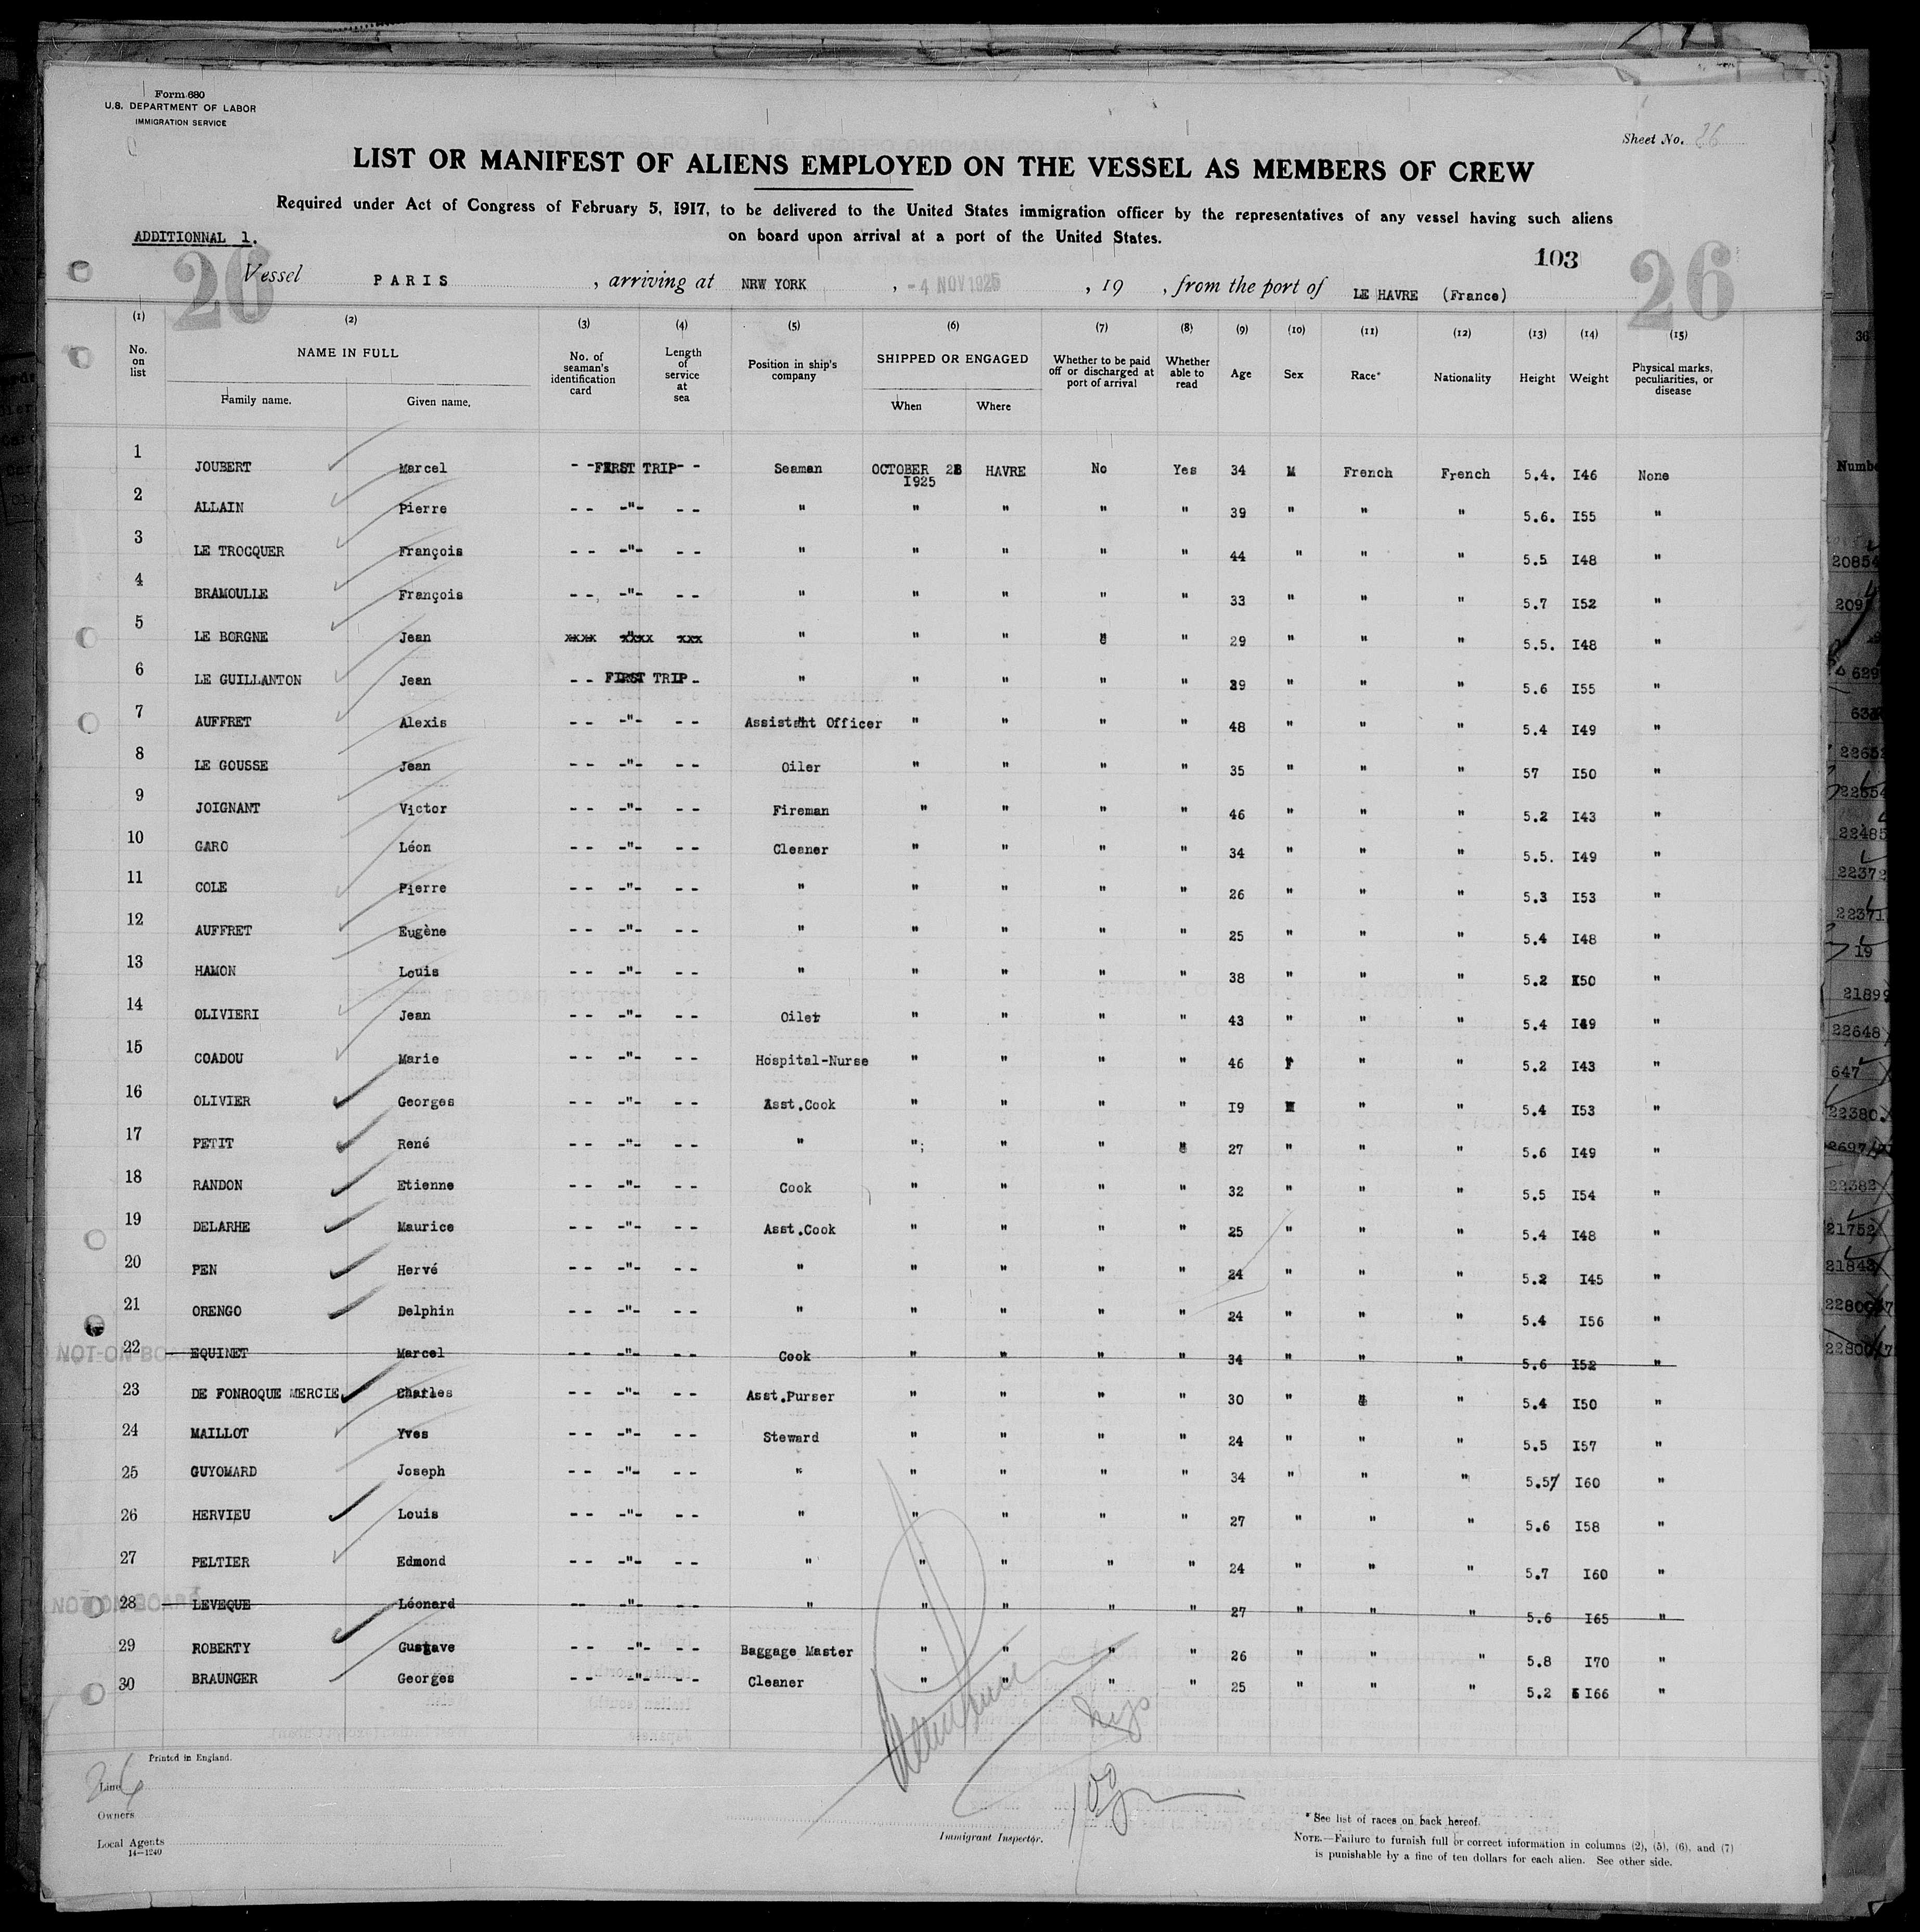 Form 680
U.S. DEPARTMENT OF LABOR
IMMIGRATION SERVICE
Sheet No. 26
LIST OR MANIFEST OF ALIENS EMPLOYED ON THE VESSEL AS MEMBERS OF CREW
Required under Act of Congress of February 5, 1917, to be delivered to the United States immigration officer by the representatives of any vessel having such aliens
on board upon arrival at a port of the United States.
ADDITIONNAL 1.
103
26 26
Vessel PARIS , arriving at NRW YORK , -4 NOV 1925 , 19 , from the port of LE HAVRE (France)
(1) (2) (3) (4) (5) (6) (7) (8) (9) (10) (11) (12) (13) (14) (15)
No. on list NAME IN FULL No. of seaman's identification card Length of service at sea Position in ship's company SHIPPED OR ENGAGED Whether to be paid off or discharged at port of arrival Whether able to read Age Sex Race* Nationality Height Weight Physical marks, peculiarities, or disease
Family name. Given name. When Where
1 JOUBERT Marcel - - FIRST TRIP - - Seaman OCTOBER 28 I925 HAVRE No Yes 34 M French French 5.4. I46 None
2 ALLAIN Pierre - - -"- - - " " " " " 39 " " " 5.6. I55 "
3 LE TROCQUER François - - -"- - - " " " " " 44 " " " 5.5 I48 "
4 BRAMOULLE François - - -"- - - " " " " " 33 " " " 5.7 I52 "
5 LE BORGNE Jean xxxx xxxx xxx " " " " " 29 " " " 5.5. I48 "
6 LE GUILLANTON Jean - - FIRST TRIP - " " " " " 29 " " " 5.6 I55 "
7 AUFFRET Alexis - - -"- - - Assistant Officer " " " " 48 " " " 5.4 I49 "
8 LE GOUSSE Jean - - -"- - - Oiler " " " " 35 " " " 57 I50 "
9 JOIGNANT Victor - - -"- - - Fireman " " " " 46 " " " 5.2 I43 "
10 GARO Léon - - -"- - - Cleaner " " " " 34 " " " 5.5. I49 "
11 COLE Pierre - - -"- - - " " " " " 26 " " " 5.3 I53 "
12 AUFFRET Eugène - - -"- - - " " " " " 25 " " " 5.4 I48 "
13 HAMON Louis - - -"- - - " " " " " 38 " " " 5.2 I50 "
14 OLIVIERI Jean - - -"- - - Oiler " " " " 43 " " " 5.4 I49 "
15 COADOU Marie - - -"- - - Hospital-Nurse " " " " 46 F " " 5.2 I43 "
16 OLIVIER Georges - - -"- - - Asst.Cook " " " " I9 M " " 5.4 I53 "
17 PETIT René - - -"- - - " " " " " 27 " " " 5.6 I49 "
18 RANDON Etienne - - -"- - - Cook " " " " 32 " " " 5.5 I54 "
19 DELARHE Maurice - - -"- - - Asst.Cook " " " " 25 " " " 5.4 I48 "
20 PEN Hervé - - -"- - - " " " " " 24 " " " 5.2 I45 "
21 ORENGO Delphin - - -"- - - " " " " " 24 " " " 5.4 I56 "
NOT ON BOARD 22 EQUINET Marcel - - -"- - - Cook " " " " 34 " " " 5.6 I52 "
23 DE FONROQUE MERCIE Charles - - -"- - - Asst.Purser " " " " 30 " " " 5.4 I50 "
24 MAILLOT Yves - - -"- - - Steward " " " " 24 " " " 5.5 I57 "
25 GUYOMARD Joseph - - -"- - - " " " " " 34 " " " 5.57 I60 "
26 HERVIEU Louis - - -"- - - " " " " " 27 " " " 5.6 I58 "
27 PELTIER Edmond - - -"- - - " " " " " 24 " " " 5.7 I60 "
NOT ON BOARD 28 LEVEQUE Léonard -- -"- - - " " " " " 27 " " " 5.6 I65 "
29 ROBERTY Gustave - - -"- - - Baggage Master " " " " 26 " " " 5.8 I70 "
30 BRAUNGER Georges - - -"- - - Cleaner " " " " 25 " " " 5.2 I66 "
Printed in England.
Line
Owners
Local Agents
14—1240
Immigrant Inspector.
* See list of races on back hereof.
NOTE.—Failure to furnish full or correct information in columns (2), (5), (6), and (7)
is punishable by a fine of ten dollars for each alien. See other side.